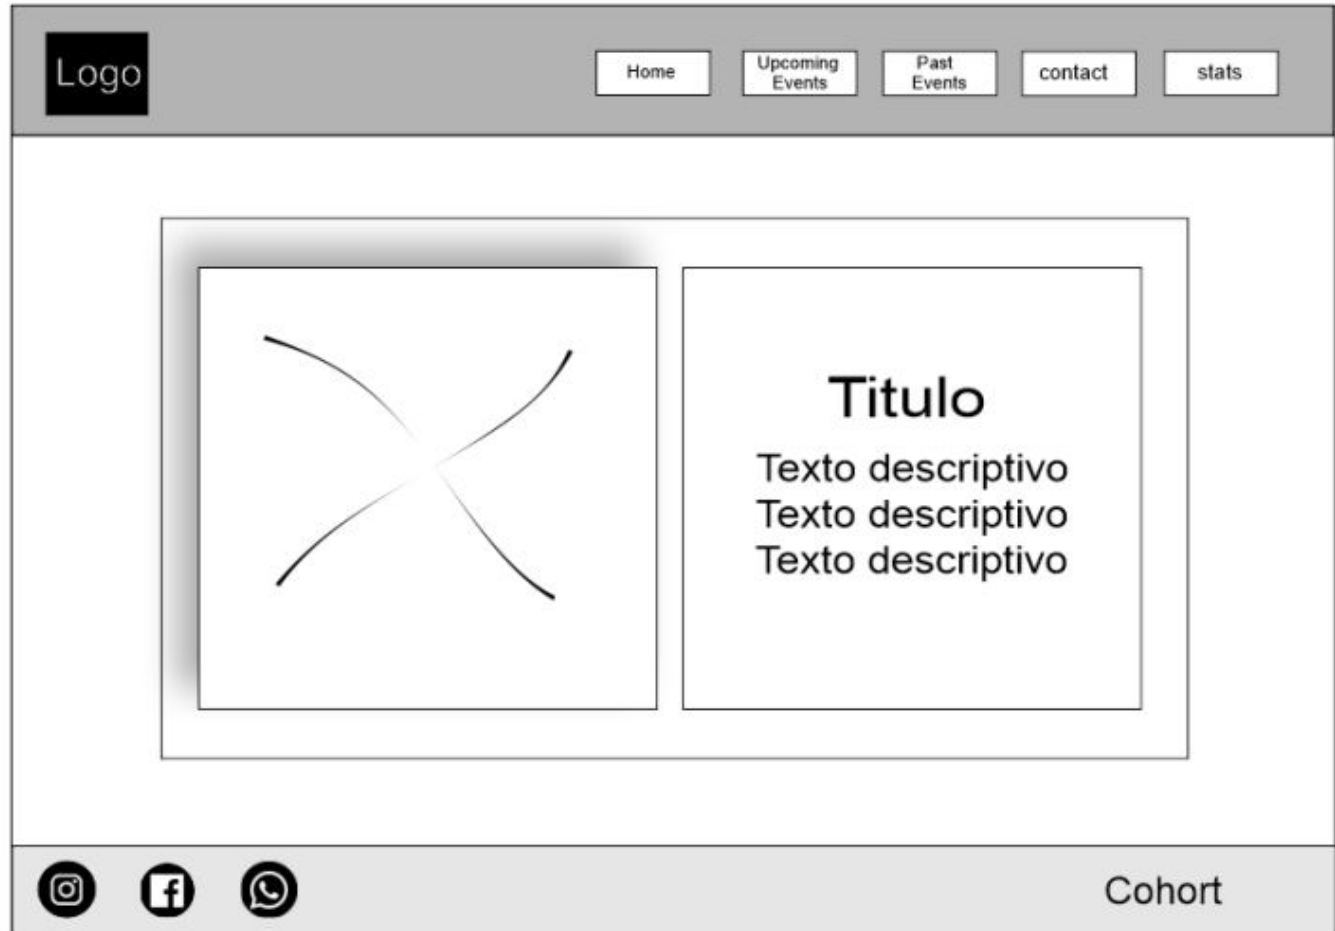 Logo
Home
Upcoming
Events
Past
Events
contact
stats
Titulo
Texto descriptivo
Texto descriptivo
Texto descriptivo
Cohort